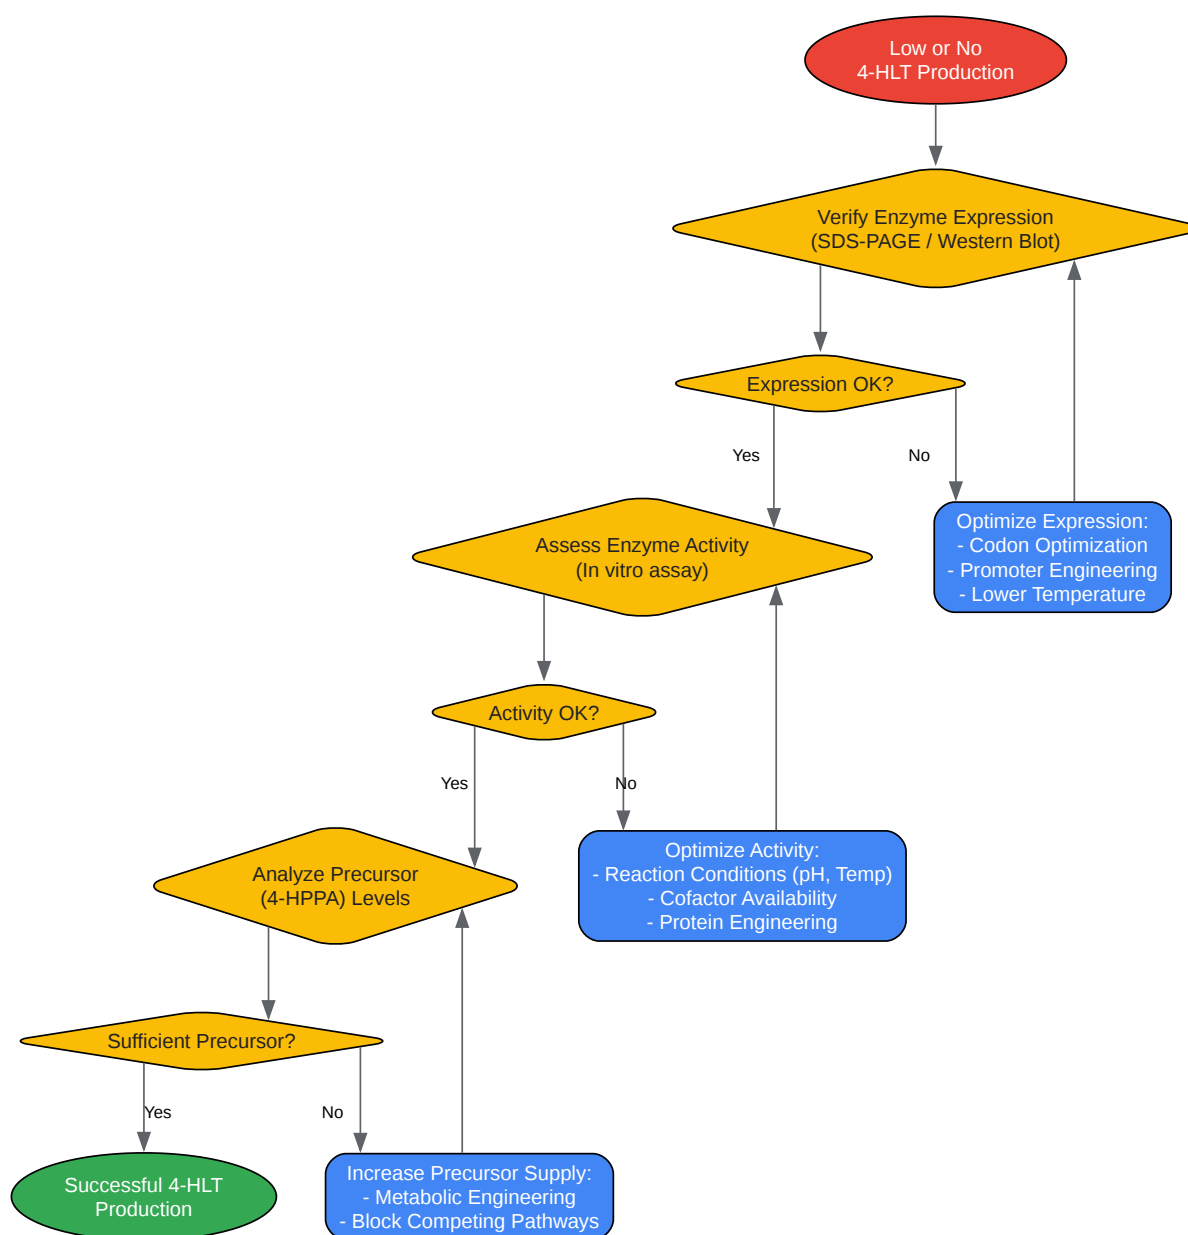 Low or No
4-HLT Production
Verify Enzyme Expression
(SDS-PAGE / Western Blot)
Expression OK?
Yes
No
Optimize Expression:
- Codon Optimization
- Promoter Engineering
- Lower Temperature
Assess Enzyme Activity
(In vitro assay)
Activity OK?
Yes
No
Optimize Activity:
- Reaction Conditions (pH, Temp)
- Cofactor Availability
- Protein Engineering
Analyze Precursor
(4-HPPA) Levels
Sufficient Precursor?
Yes
No
Increase Precursor Supply:
- Metabolic Engineering
- Block Competing Pathways
Successful 4-HLT
Production